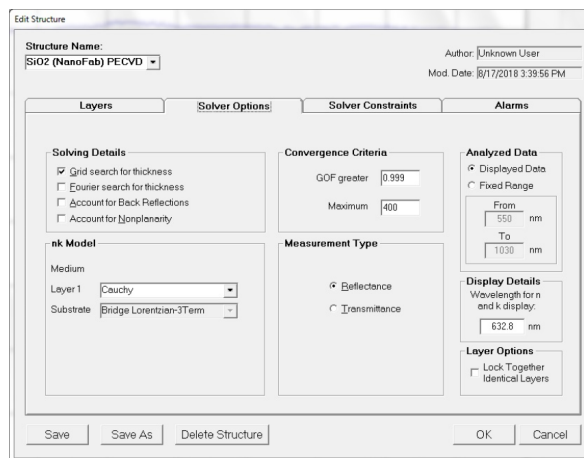 Edit Structure
Structure Name:
SiO2 (NanoFab) PECVD
Author: Unknown User
Mod. Date: 8/17/2018 3:39:56 PM
Layers
Solver Options
Solver Constraints
Alarms
Solving Details
Grid search for thickness
Fourier search for thickness
Account for Back Reflections
Account for Nonplanarity
Convergence Criteria
GOF greater 0.999
Maximum 400
Analyzed Data
Displayed Data
Fixed Range
From
550 nm
To
1030 nm
nk Model
Medium
Layer 1 Cauchy
Substrate Bridge Lorentzian-3Term
Measurement Type
Reflectance
Transmittance
Display Details
Wavelength for n
and k display:
632.8 nm
Layer Options
Lock Together
Identical Layers
Save
Save As
Delete Structure
OK
Cancel